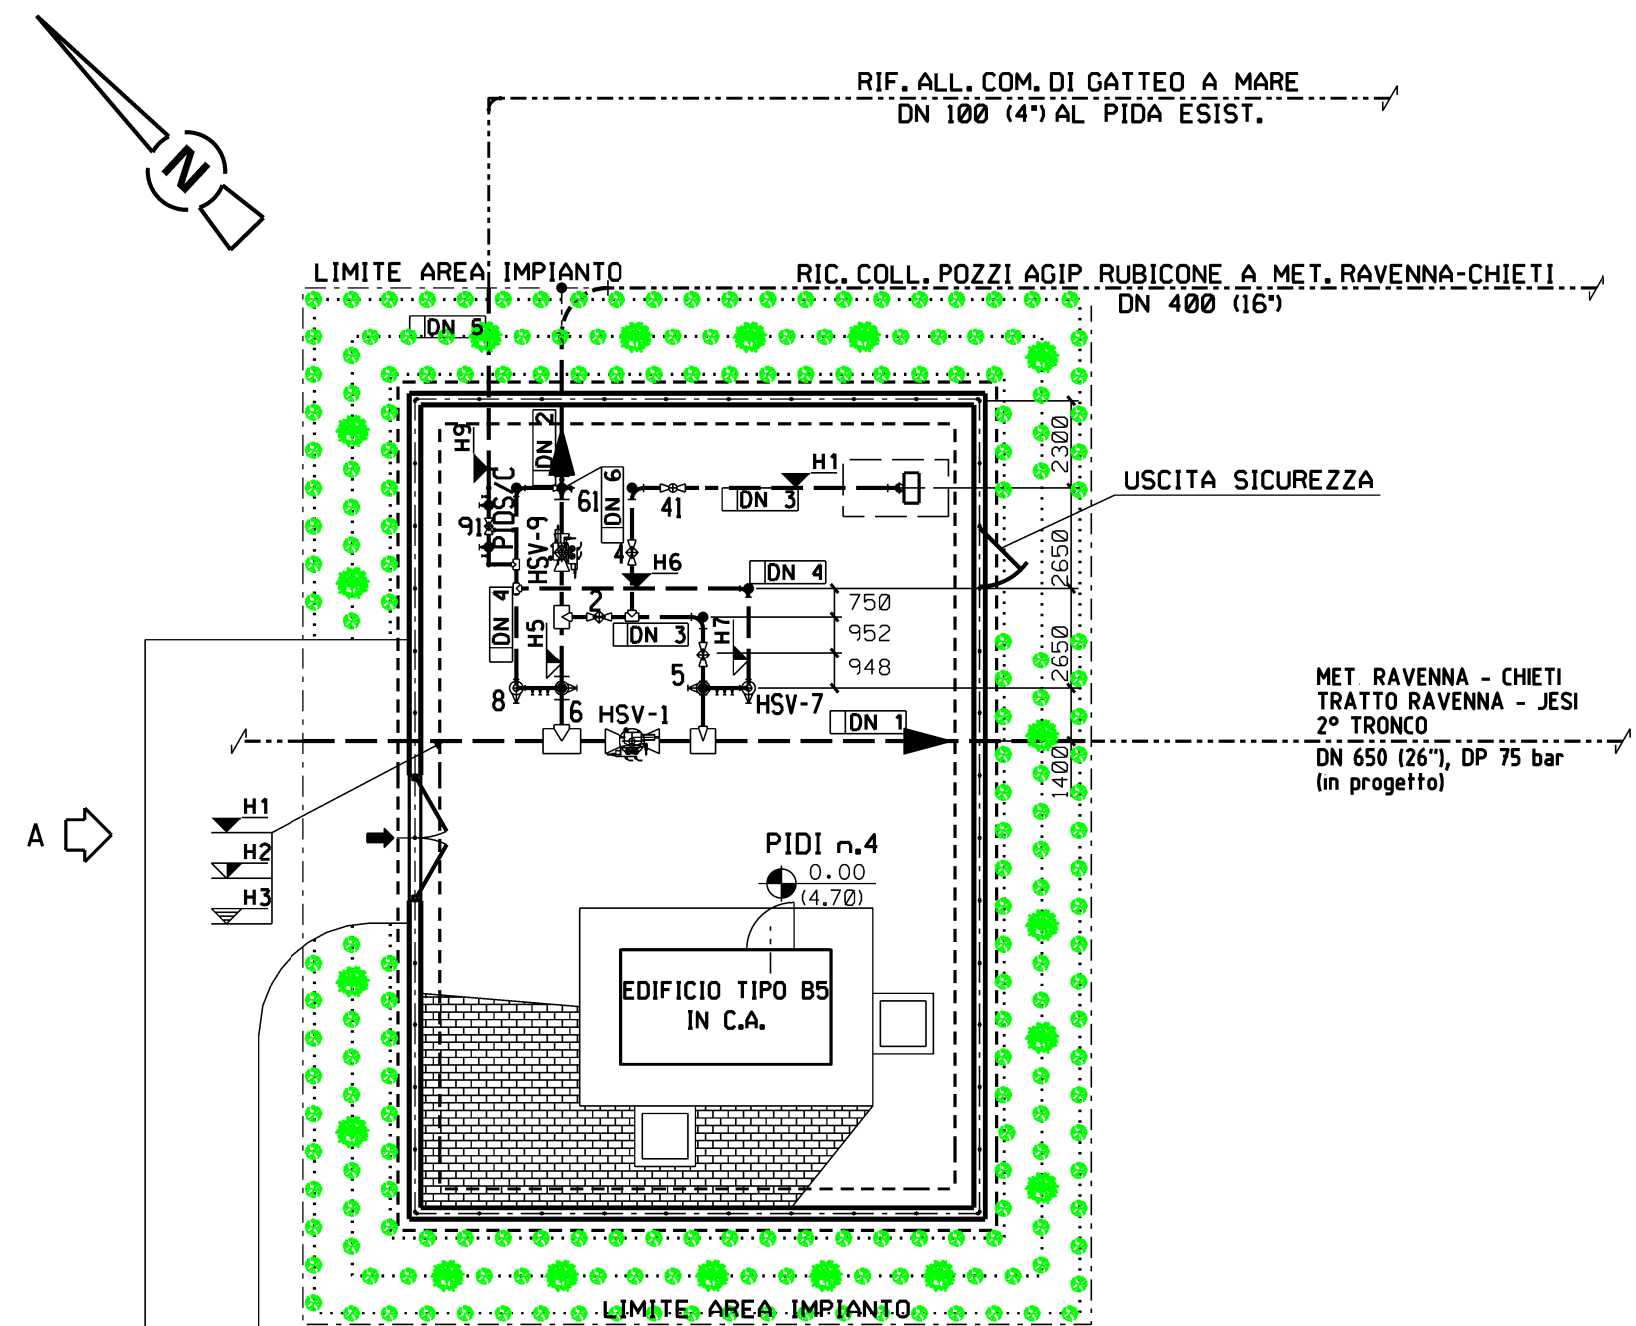 RIF. ALL. COM. DI GATTEO A MARE
DN 100 (4") AL PIDA ESIST.
N
LIMITE AREA IMPIANTO
RIC. COLL. POZZI AGIP RUBICONE A MET. RAVENNA-CHIETI
DN 400 (16")
DN 5
2300
H9
DN 2
PIDS/C
DN 6
H1
61
41
DN 3
USCITA SICUREZZA
91
HSV-9
4
H6
2650
DN 4
750
2
DN 4
H5
DN 3
H7
952
948
2650
8
6
5
HSV-7
HSV-1
DN 1
MET. RAVENNA - CHIETI
TRATTO RAVENNA - JESI
2° TRONCO
DN 650 (26"), DP 75 bar
(in progetto)
1400
A
H1
H2
H3
PIDI n.4
0.00
(4.70)
EDIFICIO TIPO B5
IN C.A.
LIMITE AREA IMPIANTO